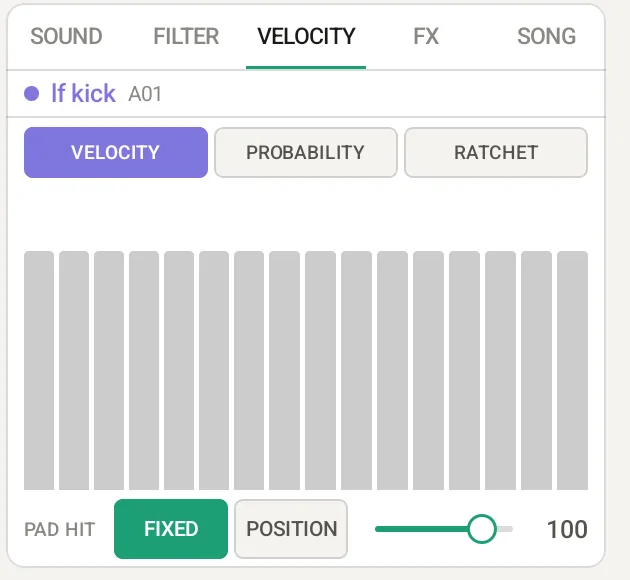 SOUND FILTER VELOCITY FX SONG
lf kick A01
VELOCITY PROBABILITY RATCHET
PAD HIT FIXED POSITION 100